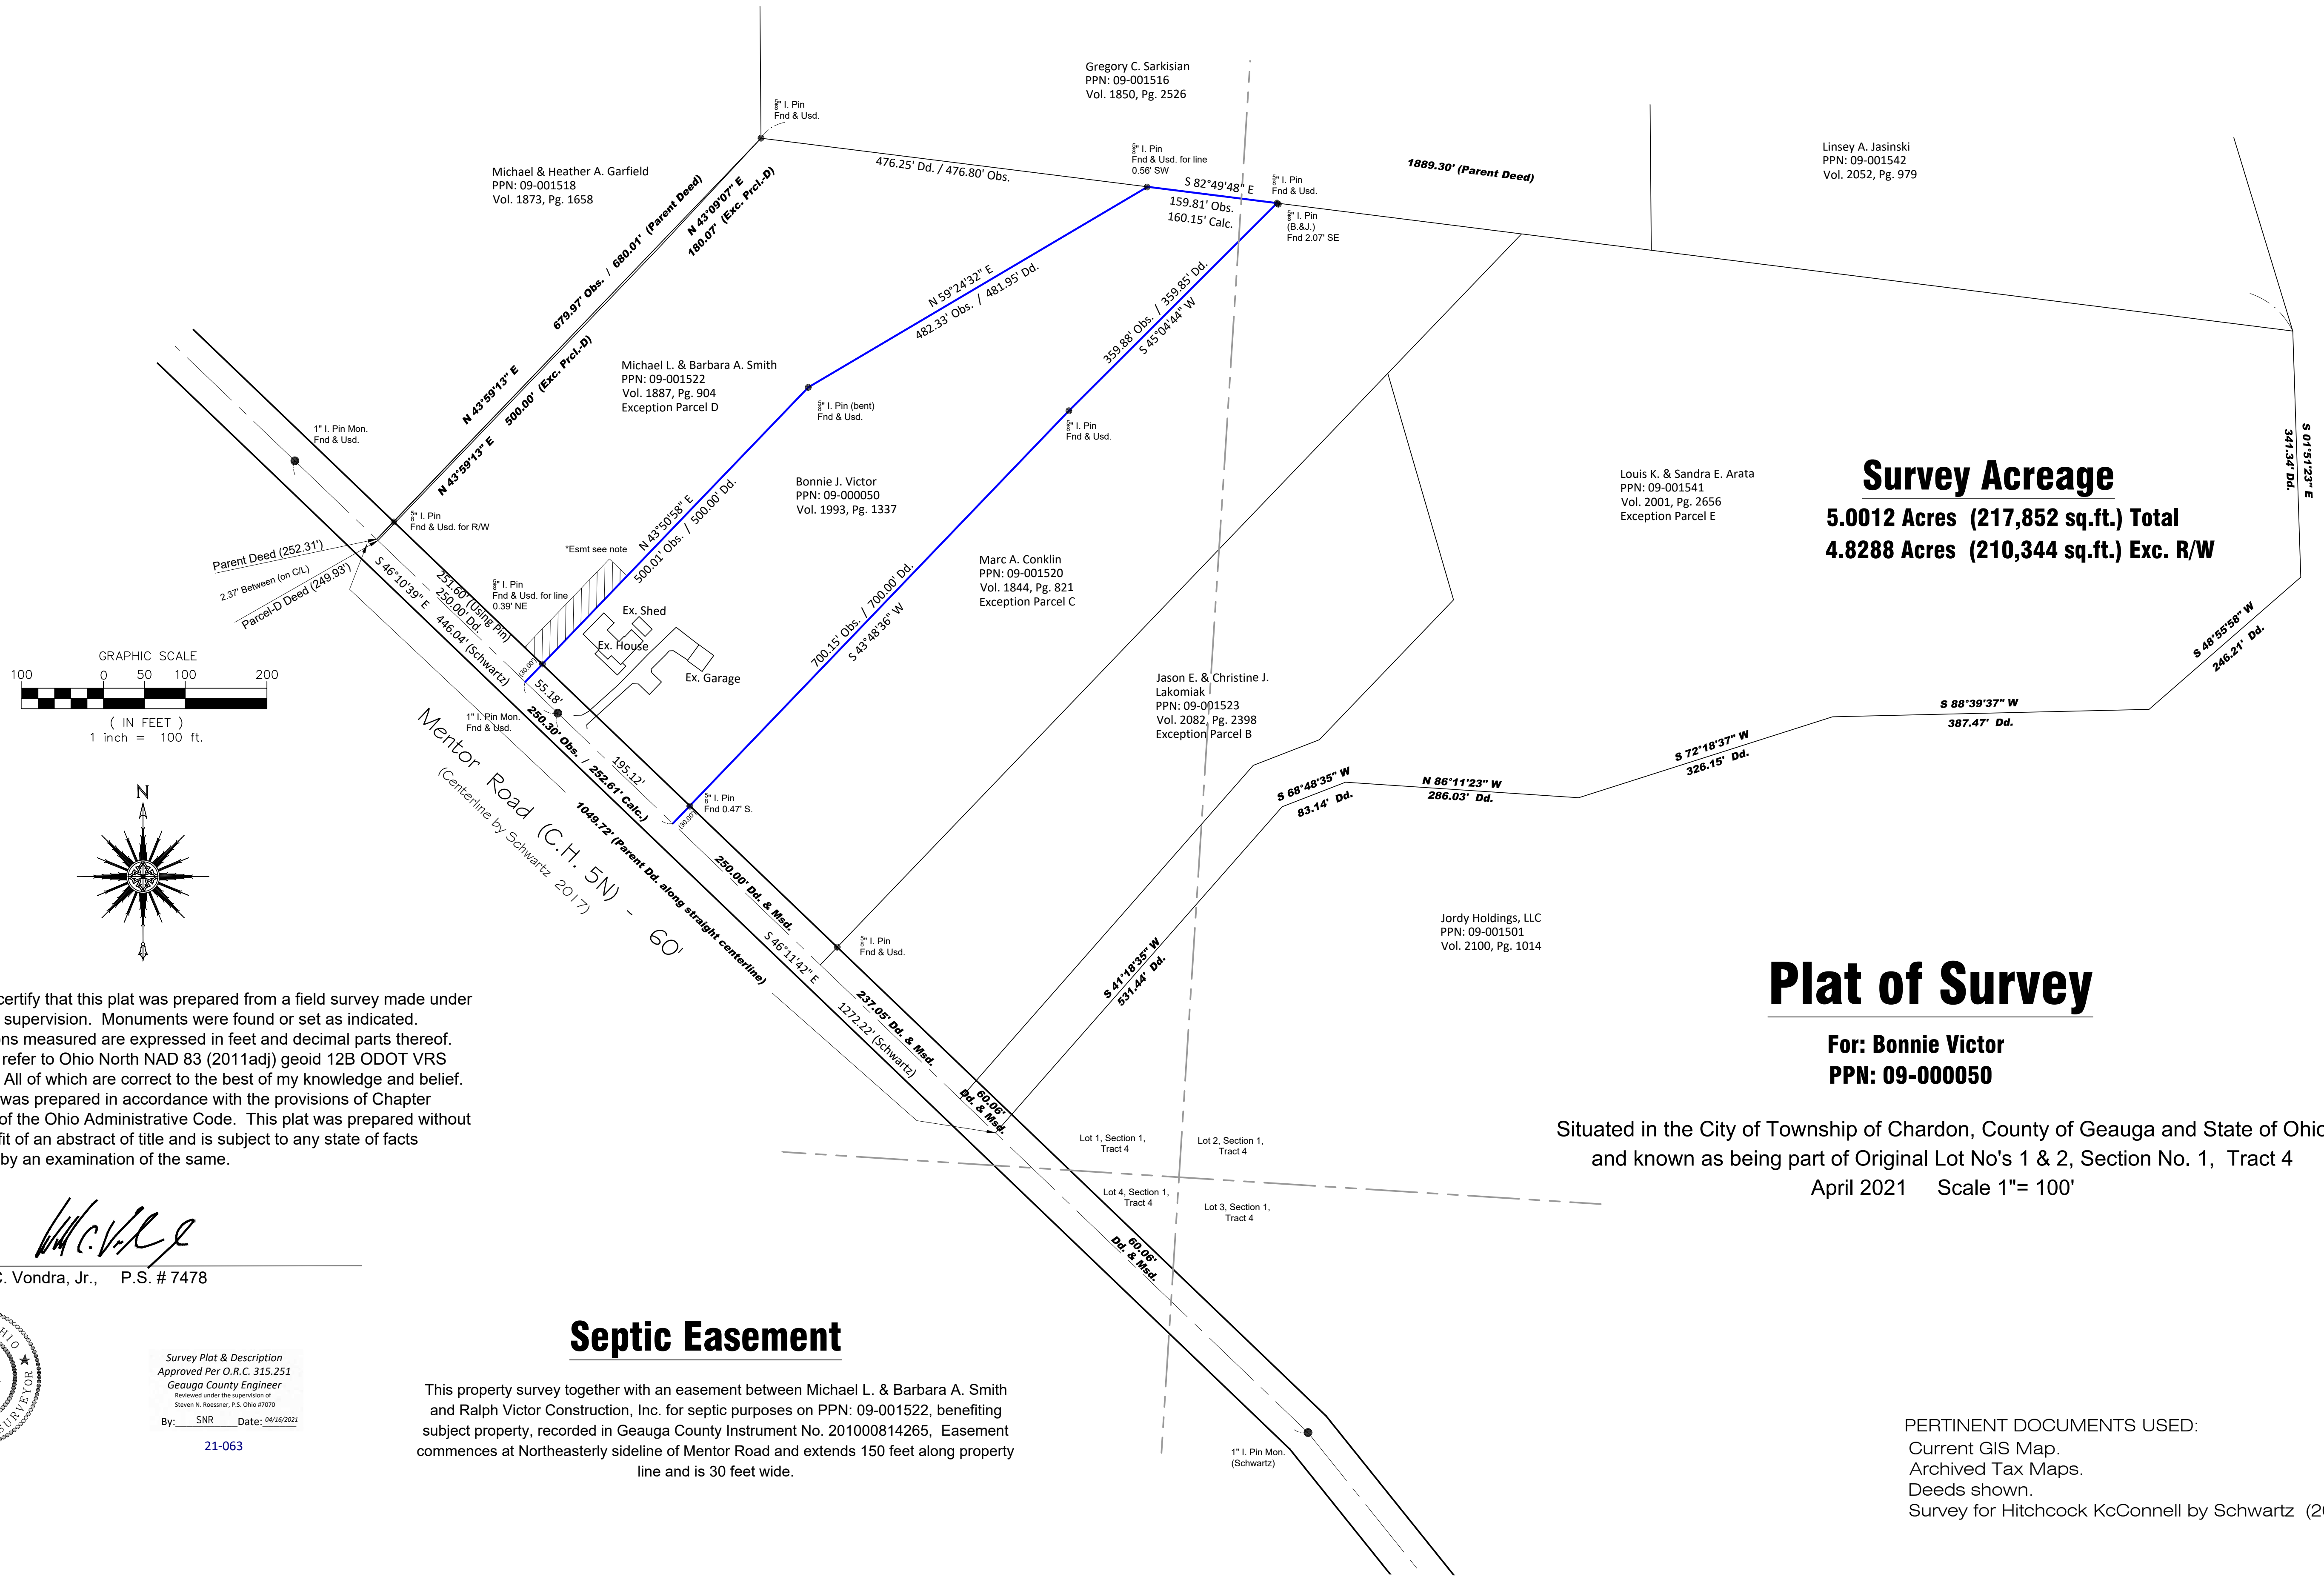 Gregory C. Sarkisian
PPN: 09-001516
Vol. 1850, Pg. 2526
Linsey A. Jasinski
PPN: 09-001542
Vol. 2052, Pg. 979
Michael & Heather A. Garfield
PPN: 09-001518
Vol. 1873, Pg. 1658
5/8" I. Pin
Fnd & Usd.
476.25' Dd. / 476.80' Obs.
5/8" I. Pin
Fnd & Usd. for line
0.56' SW
S 82°49'48" E
159.81' Obs.
160.15' Calc.
5/8" I. Pin
Fnd & Usd.
5/8" I. Pin
(B.&J.)
Fnd 2.07' SE
1889.30' (Parent Deed)
679.97' Obs. / 680.01' (Parent Deed)
N 43°09'07" E
180.07' (Exc. Prcl.-D)
N 43°59'13" E
N 43°59'13" E 500.00' (Exc. Prcl.-D)
N 59°24'32" E
482.33' Obs. / 481.95' Dd.
359.88' Obs. / 359.85' Dd.
S 45°04'44" W
Michael L. & Barbara A. Smith
PPN: 09-001522
Vol. 1887, Pg. 904
Exception Parcel D
5/8" I. Pin (bent)
Fnd & Usd.
5/8" I. Pin
Fnd & Usd.
1" I. Pin Mon.
Fnd & Usd.
Bonnie J. Victor
PPN: 09-000050
Vol. 1993, Pg. 1337
Louis K. & Sandra E. Arata
PPN: 09-001541
Vol. 2001, Pg. 2656
Exception Parcel E
Survey Acreage
5.0012 Acres (217,852 sq.ft.) Total
4.8288 Acres (210,344 sq.ft.) Exc. R/W
S 01°51'23" E
341.34' Dd.
5/8" I. Pin
Fnd & Usd. for R/W
Parent Deed (252.31')
2.37' Between (on C/L)
Parcel-D Deed (249.93')
N 43°50'58" E
500.01' Obs. / 500.00' Dd.
*Esmt see note
S 46°10'39" E 446.04' (Schwartz)
251.60' (Using Pin)
250.00' Dd.
5/8" I. Pin
Fnd & Usd. for line
0.39' NE
Marc A. Conklin
PPN: 09-001520
Vol. 1844, Pg. 821
Exception Parcel C
700.15' Obs. / 700.00' Dd.
S 43°48'36" W
Ex. Shed
Ex. House
Ex. Garage
(30.00')
55.18'
1" I. Pin Mon.
Fnd & Usd.
250.30' Obs. / 252.61' Calc.)
195.12'
5/8" I. Pin
Fnd 0.47' S.
(30.00')
GRAPHIC SCALE
100 0 50 100 200
( IN FEET )
1 inch = 100 ft.
Jason E. & Christine J.
Lakomiak
PPN: 09-001523
Vol. 2082, Pg. 2398
Exception Parcel B
S 48°55'58" W
246.21' Dd.
S 88°39'37" W
387.47' Dd.
S 72°18'37" W
326.15' Dd.
N 86°11'23" W
286.03' Dd.
S 68°48'35" W
83.14' Dd.
Mentor Road (C.H. 5N) - 60'
(Centerline by Schwartz 2017)
1049.72' (Parent Dd. along straight centerline)
250.00' Dd. & Msd.
S 46°11'42" E
1272.22' (Schwartz)
5/8" I. Pin
Fnd & Usd.
237.05' Dd. & Msd.
S 41°18'35" W
531.44' Dd.
60.06'
Dd. & Msd.
N
Jordy Holdings, LLC
PPN: 09-001501
Vol. 2100, Pg. 1014
Plat of Survey
For: Bonnie Victor
PPN: 09-000050
Situated in the City of Township of Chardon, County of Geauga and State of Ohio
and known as being part of Original Lot No's 1 & 2, Section No. 1, Tract 4
April 2021 Scale 1"= 100'
certify that this plat was prepared from a field survey made under
supervision. Monuments were found or set as indicated.
ns measured are expressed in feet and decimal parts thereof.
refer to Ohio North NAD 83 (2011adj) geoid 12B ODOT VRS
All of which are correct to the best of my knowledge and belief.
was prepared in accordance with the provisions of Chapter
of the Ohio Administrative Code. This plat was prepared without
fit of an abstract of title and is subject to any state of facts
by an examination of the same.
C. Vondra, Jr., P.S. # 7478
Lot 1, Section 1,
Tract 4
Lot 2, Section 1,
Tract 4
Lot 4, Section 1,
Tract 4
Lot 3, Section 1,
Tract 4
60.06'
Dd. & Msd.
1" I. Pin Mon.
(Schwartz)
HIO ★
SURVEYOR
Survey Plat & Description
Approved Per O.R.C. 315.251
Geauga County Engineer
Reviewed under the supervision of
Steven N. Roessner, P.S. Ohio #7070
By: SNR Date: 04/16/2021
21-063
Septic Easement
This property survey together with an easement between Michael L. & Barbara A. Smith
and Ralph Victor Construction, Inc. for septic purposes on PPN: 09-001522, benefiting
subject property, recorded in Geauga County Instrument No. 201000814265, Easement
commences at Northeasterly sideline of Mentor Road and extends 150 feet along property
line and is 30 feet wide.
PERTINENT DOCUMENTS USED:
Current GIS Map.
Archived Tax Maps.
Deeds shown.
Survey for Hitchcock KcConnell by Schwartz (20